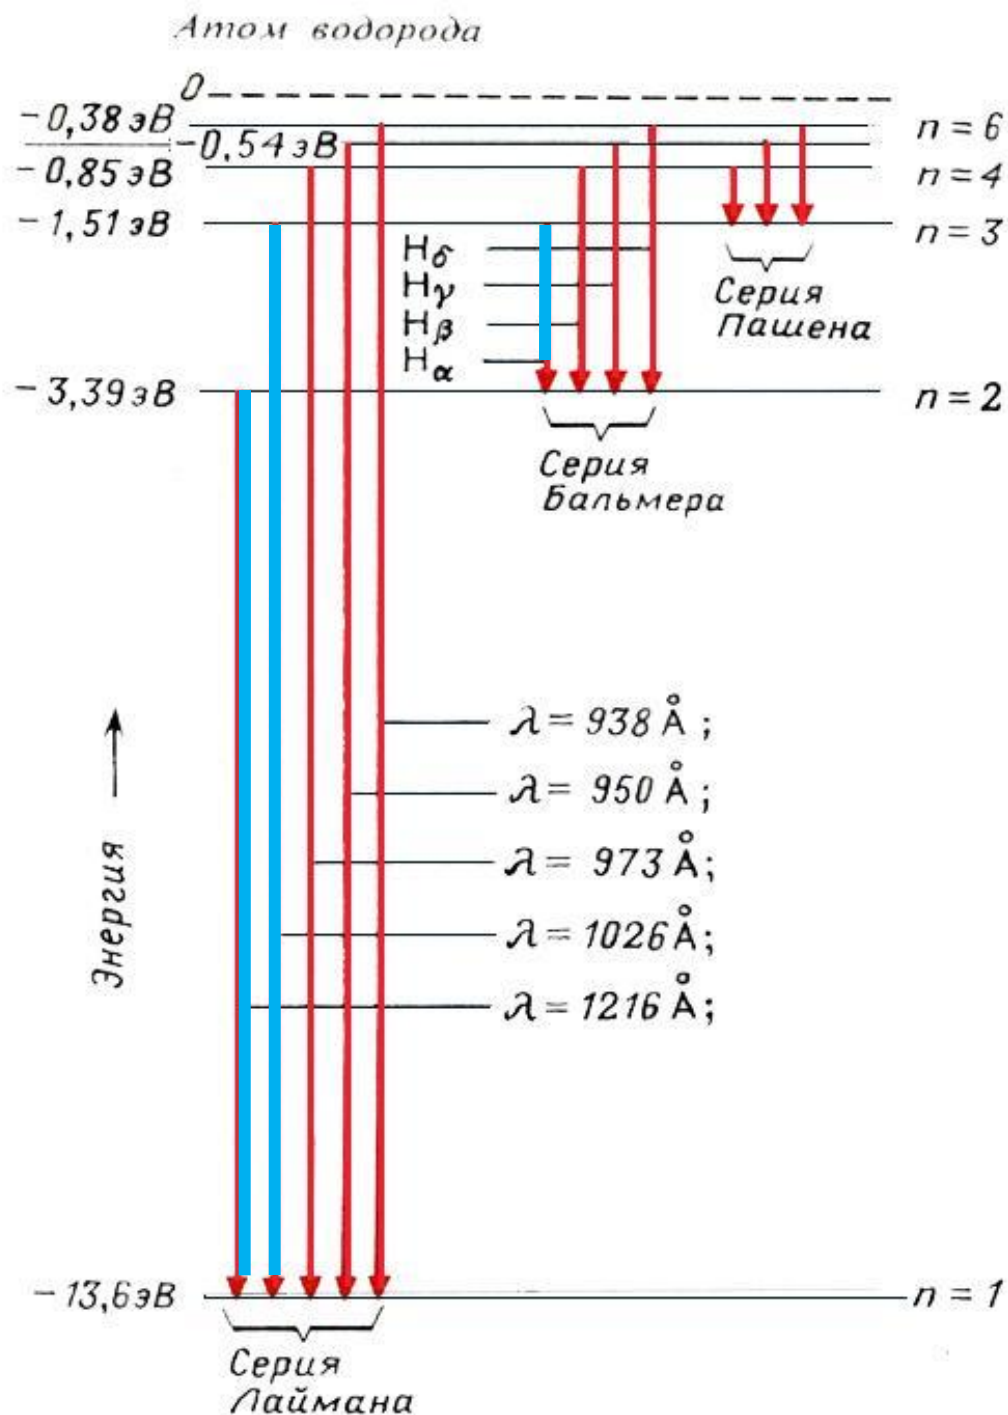 Атом водорода
0
−0,38 эВ
n = 6
−0,54 эВ
−0,85 эВ
n = 4
−1,51 эВ
n = 3
Hδ
Hγ
Hβ
Hα
Серия
Пашена
−3,39 эВ
n = 2
Серия
Бальмера
λ = 938 Å;
λ = 950 Å;
λ = 973 Å;
λ = 1026 Å;
λ = 1216 Å;
Энергия
−13,6 эВ
n = 1
Серия
Лаймана